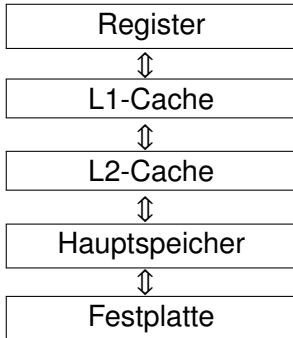 Register
⇕
L1-Cache
⇕
L2-Cache
⇕
Hauptspeicher
⇕
Festplatte